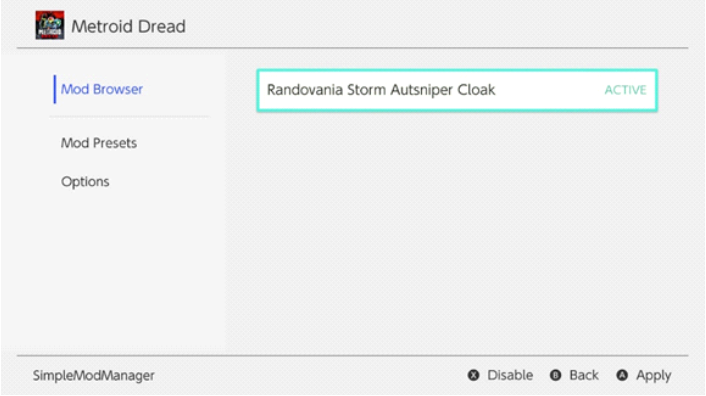 Metroid Dread
Mod Browser
Randovania Storm Autsniper Cloak ACTIVE
Mod Presets
Options
SimpleModManager X Disable B Back A Apply